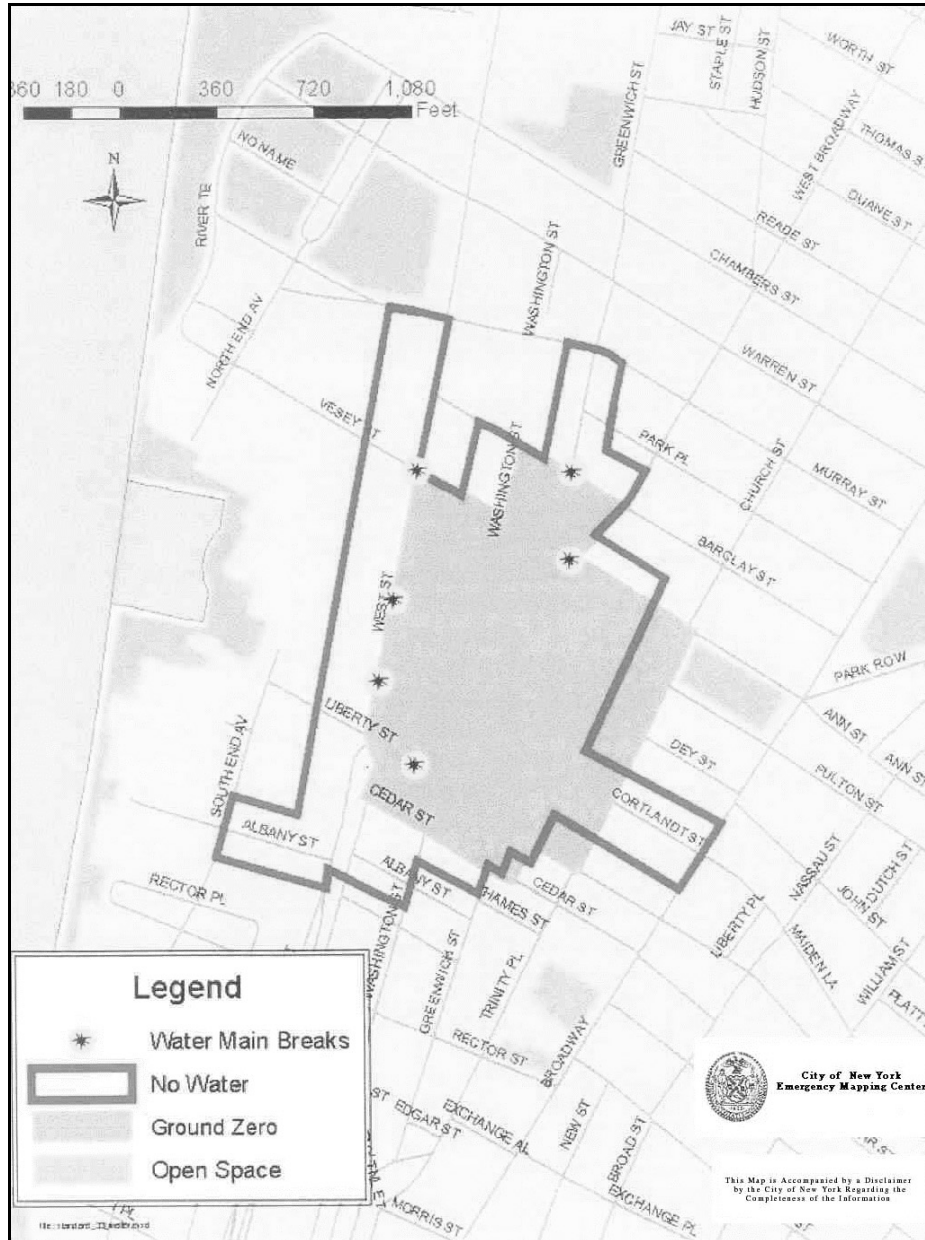 JAY ST
STAPLE ST
HUDSON ST
WORTH ST
360 180 0 360 720 1,080
Feet
GREENWICH ST
WEST BROADWAY
THOMAS S
NO NAME
N
DUANE ST
RIVER TE
READE ST
WASHINGTON ST
CHAMBERS ST
NORTH END AV
WARREN ST
VESEY ST
WASHINGTON ST
PARK PL
CHURCH ST
MURRAY ST
BARCLAY ST
WEST ST
PARK ROW
LIBERTY ST
ANN ST
ANN S
DEY ST
FULTON ST
SOUTH END AV
CEDAR ST
CORTLANDT ST
ALBANY ST
NASSAU ST
DUTCH ST
ALBANY ST
RECTOR PL
THAMES ST
CEDAR ST
JOHN ST
LIBERTY PL
MAIDEN LA
WASHINGTON ST
GREENWICH ST
TRINITY PL
WILLIAM ST
PLATT
Legend
Water Main Breaks
No Water
Ground Zero
Open Space
RECTOR ST
BROADWAY
City of New York
Emergency Mapping Center
ST
EDGAR ST
EXCHANGE AL
NEW ST
BROAD ST
This Map is Accompanied by a Disclaimer
by the City of New York Regarding the
Completeness of the Information
MORRIS ST
EXCHANGE PL
PL